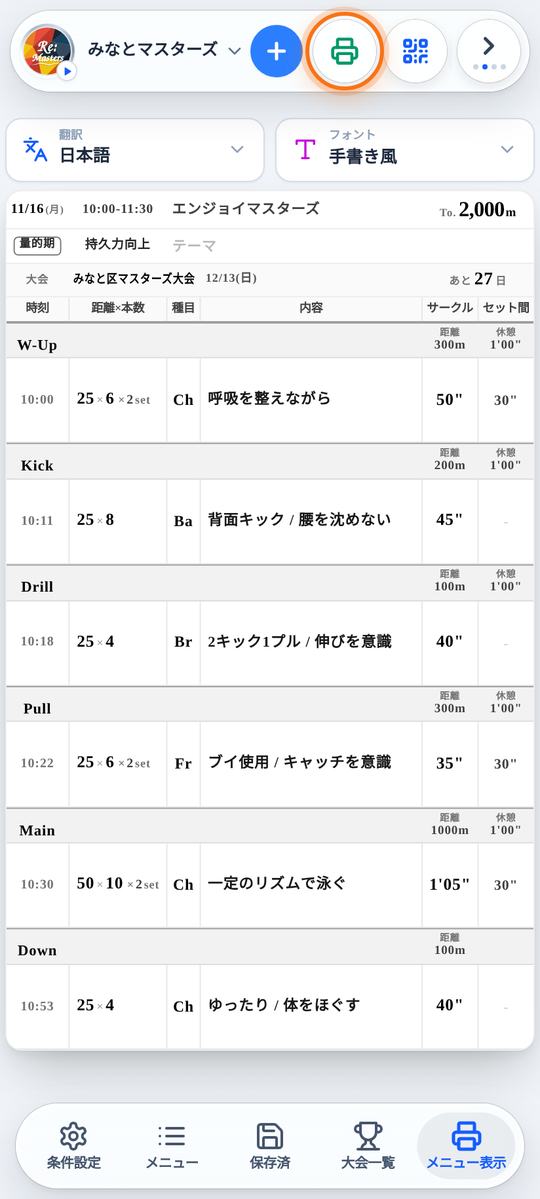 Re:
Masters
みなとマスターズ
翻訳
日本語
フォント
手書き風
11/16(月) 10:00-11:30 エンジョイマスターズ To. 2,000m
量的期 持久力向上 テーマ
大会 みなと区マスターズ大会 12/13(日) あと 27 日
時刻 距離×本数 種目 内容 サークル セット間
W-Up 距離 300m 休憩 1'00"
10:00 25×6×2set Ch 呼吸を整えながら 50" 30"
Kick 距離 200m 休憩 1'00"
10:11 25×8 Ba 背面キック / 腰を沈めない 45" -
Drill 距離 100m 休憩 1'00"
10:18 25×4 Br 2キック1プル / 伸びを意識 40" -
Pull 距離 300m 休憩 1'00"
10:22 25×6×2set Fr ブイ使用 / キャッチを意識 35" 30"
Main 距離 1000m 休憩 1'00"
10:30 50×10×2set Ch 一定のリズムで泳ぐ 1'05" 30"
Down 距離 100m
10:53 25×4 Ch ゆったり / 体をほぐす 40" -
条件設定 メニュー 保存済 大会一覧 メニュー表示